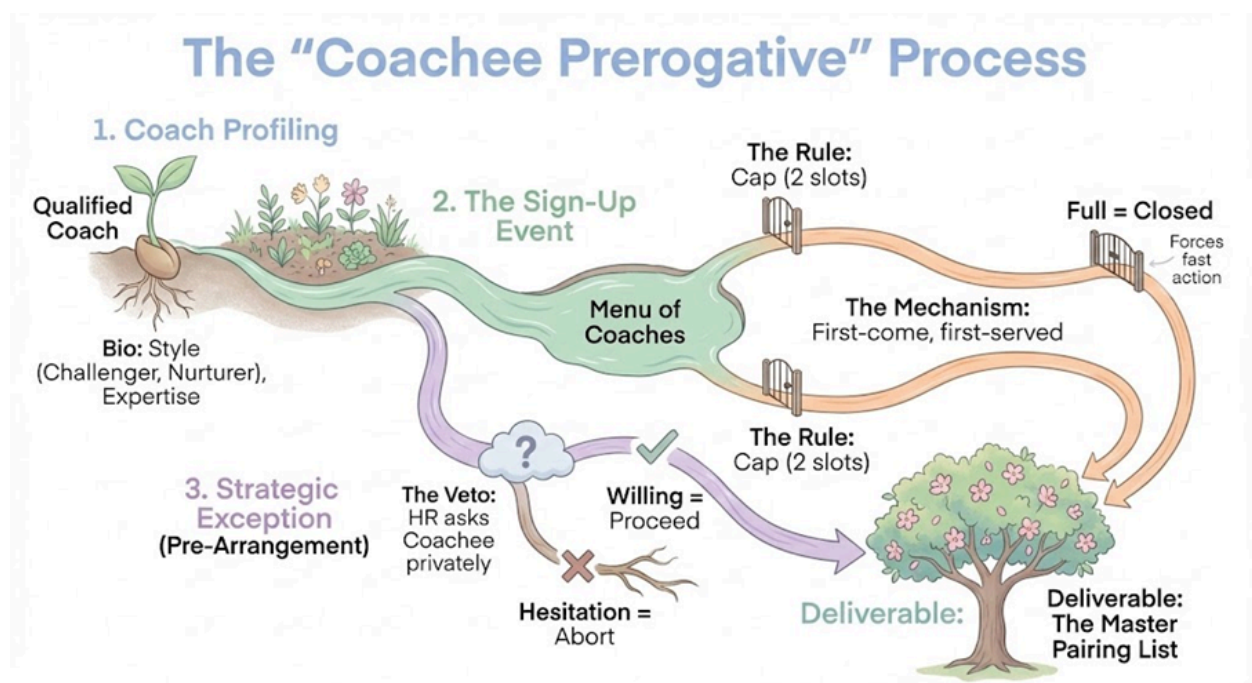 The “Coachee Prerogative” Process
1. Coach Profiling
Qualified
Coach
Bio: Style
(Challenger, Nurturer),
Expertise
2. The Sign-Up
Event
Menu of
Coaches
The Rule:
Cap (2 slots)
Full = Closed
Forces
fast
action
The Mechanism:
First-come, first-served
The Rule:
Cap (2 slots)
3. Strategic
Exception
(Pre-Arrangement)
?
The Veto:
HR asks
Coachee
privately
Willing =
Proceed
Hesitation =
Abort
Deliverable:
Deliverable:
The Master
Pairing List